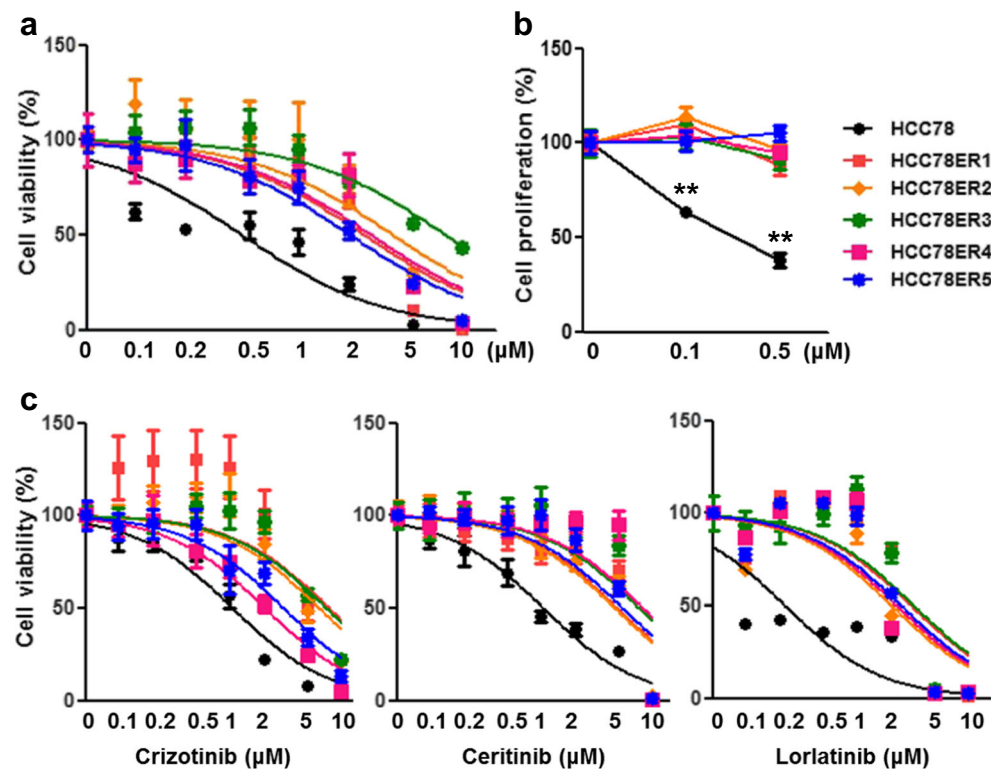 a
150
100
50
0
Cell viability (%)
0 0.1 0.2 0.5 1 2 5 10 (µM)
b
150
100
50
0
Cell proliferation (%)
**
**
0 0.1 0.5 (µM)
HCC78
HCC78ER1
HCC78ER2
HCC78ER3
HCC78ER4
HCC78ER5
c
150
100
50
0
Cell viability (%)
0 0.1 0.2 0.5 1 2 5 10
Crizotinib (µM)
150
100
50
0
0 0.1 0.2 0.5 1 2 5 10
Ceritinib (µM)
150
100
50
0
0 0.1 0.2 0.5 1 2 5 10
Lorlatinib (µM)